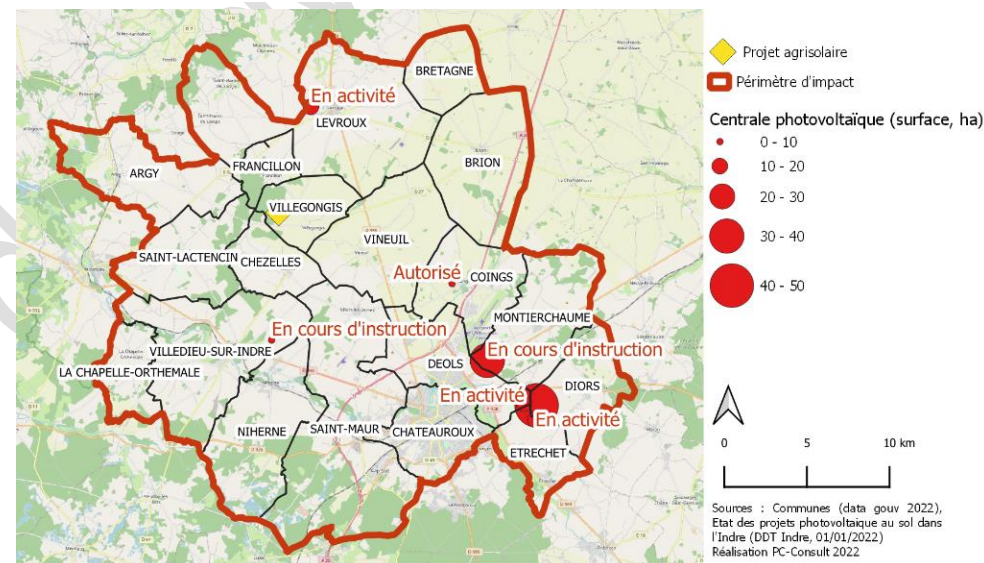 BRETAGNE
En activité
LEVROUX
BRION
FRANCILLON
ARGY
VILLEGONGIS
VINEUIL
SAINT-LACTENCIN
CHEZELLES
Autorisé
COINGS
MONTIERCHAUME
En cours d'instruction
VILLEDIEU-SUR-INDRE
En cours d'instruction
DEOLS
LA CHAPELLE-ORTHEMALE
DIORS
En activité
En activité
NIHERNE
SAINT-MAUR
CHATEAUROUX
ETRECHET
Projet agrisolaire
Périmètre d'impact
Centrale photovoltaïque (surface, ha)
0 - 10
10 - 20
20 - 30
30 - 40
40 - 50
0 5 10 km
Sources : Communes (data gouv 2022),
Etat des projets photovoltaique au sol dans
l'Indre (DDT Indre, 01/01/2022)
Réalisation PC-Consult 2022